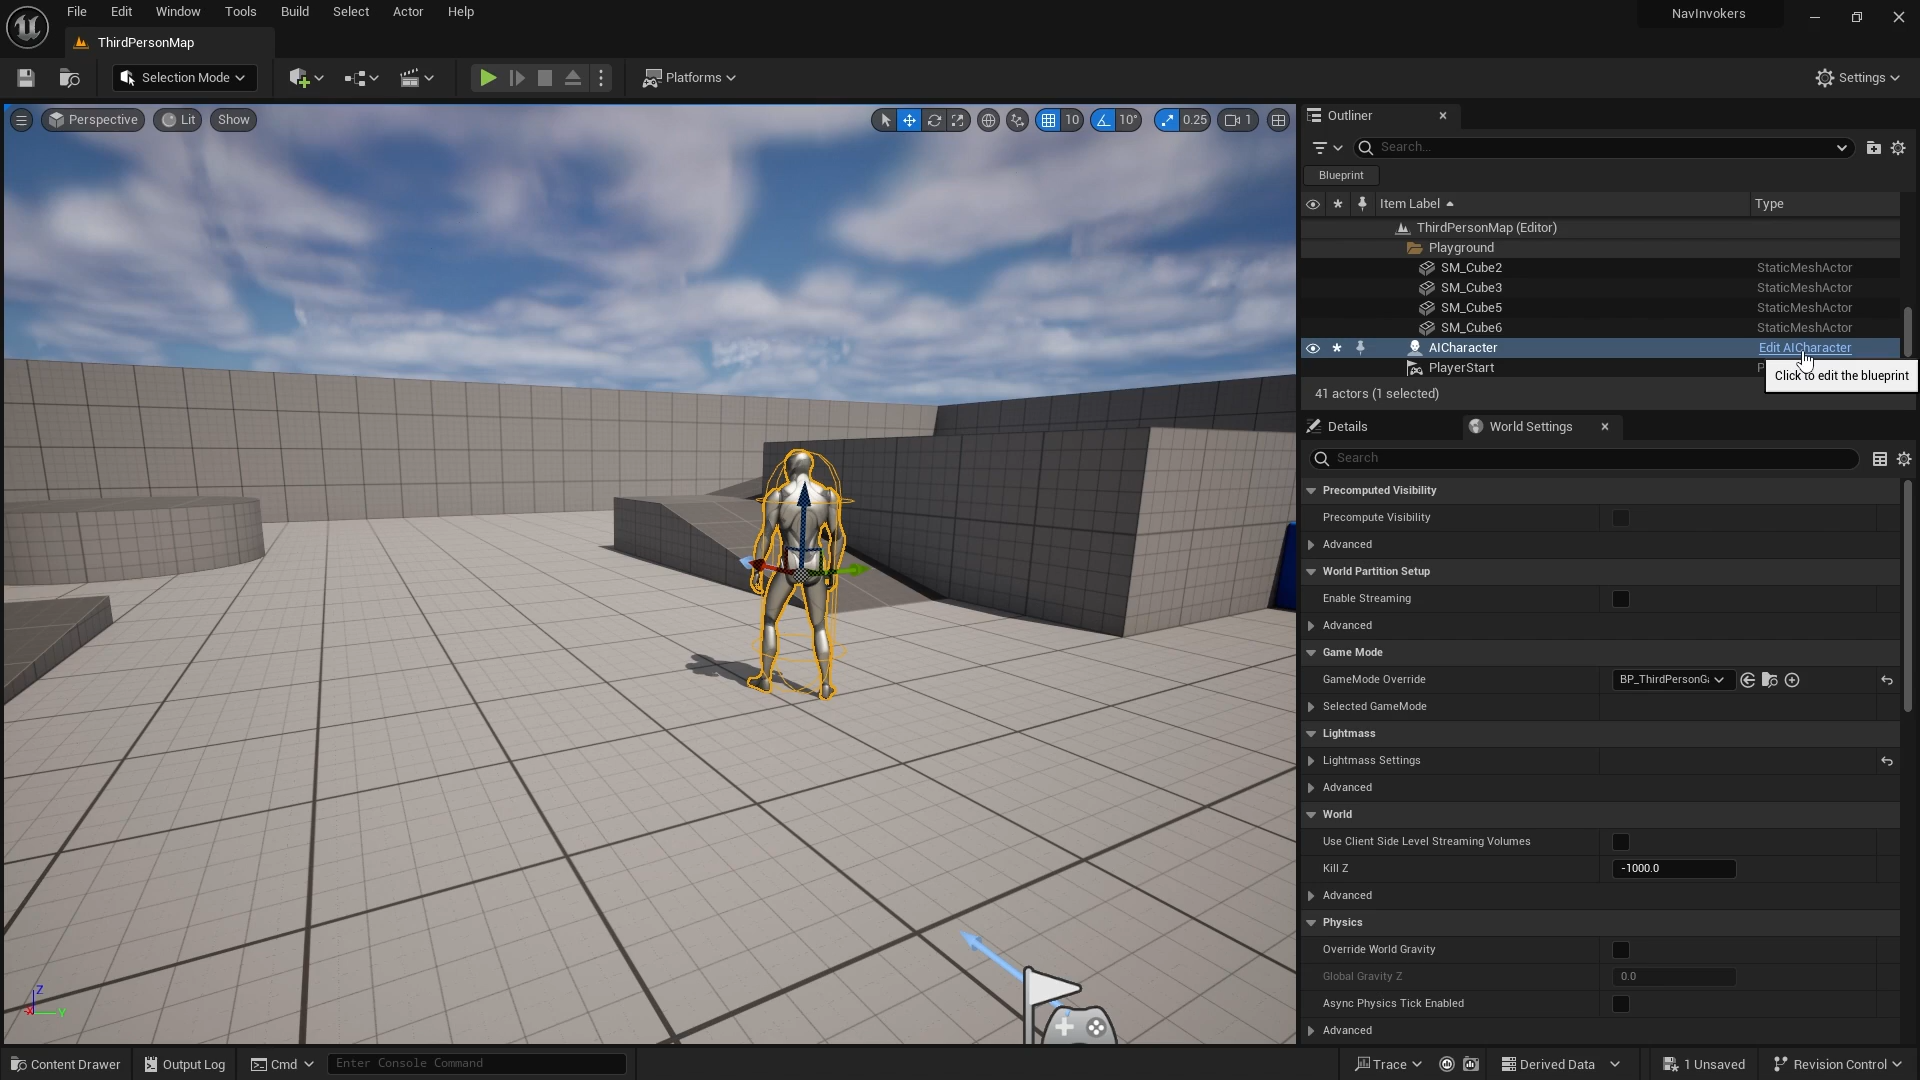 File Edit Window Tools Build Select Actor Help
NavInvokers
ThirdPersonMap
Selection Mode
Platforms
Settings
Perspective
Lit
Show
10
10°
0.25
1
Outliner
Search...
Blueprint
Item Label
Type
ThirdPersonMap (Editor)
Playground
SM_Cube2 StaticMeshActor
SM_Cube3 StaticMeshActor
SM_Cube5 StaticMeshActor
SM_Cube6 StaticMeshActor
AICharacter Edit AICharacter
PlayerStart P
Click to edit the blueprint
41 actors (1 selected)
Details
World Settings
Search
Precomputed Visibility
Precompute Visibility
Advanced
World Partition Setup
Enable Streaming
Advanced
Game Mode
GameMode Override BP_ThirdPersonGa
Selected GameMode
Lightmass
Lightmass Settings
Advanced
World
Use Client Side Level Streaming Volumes
Kill Z -1000.0
Advanced
Physics
Override World Gravity
Global Gravity Z 0.0
Async Physics Tick Enabled
Advanced
Z
X
Y
Content Drawer
Output Log
Cmd
Enter Console Command
Trace
Derived Data
1 Unsaved
Revision Control